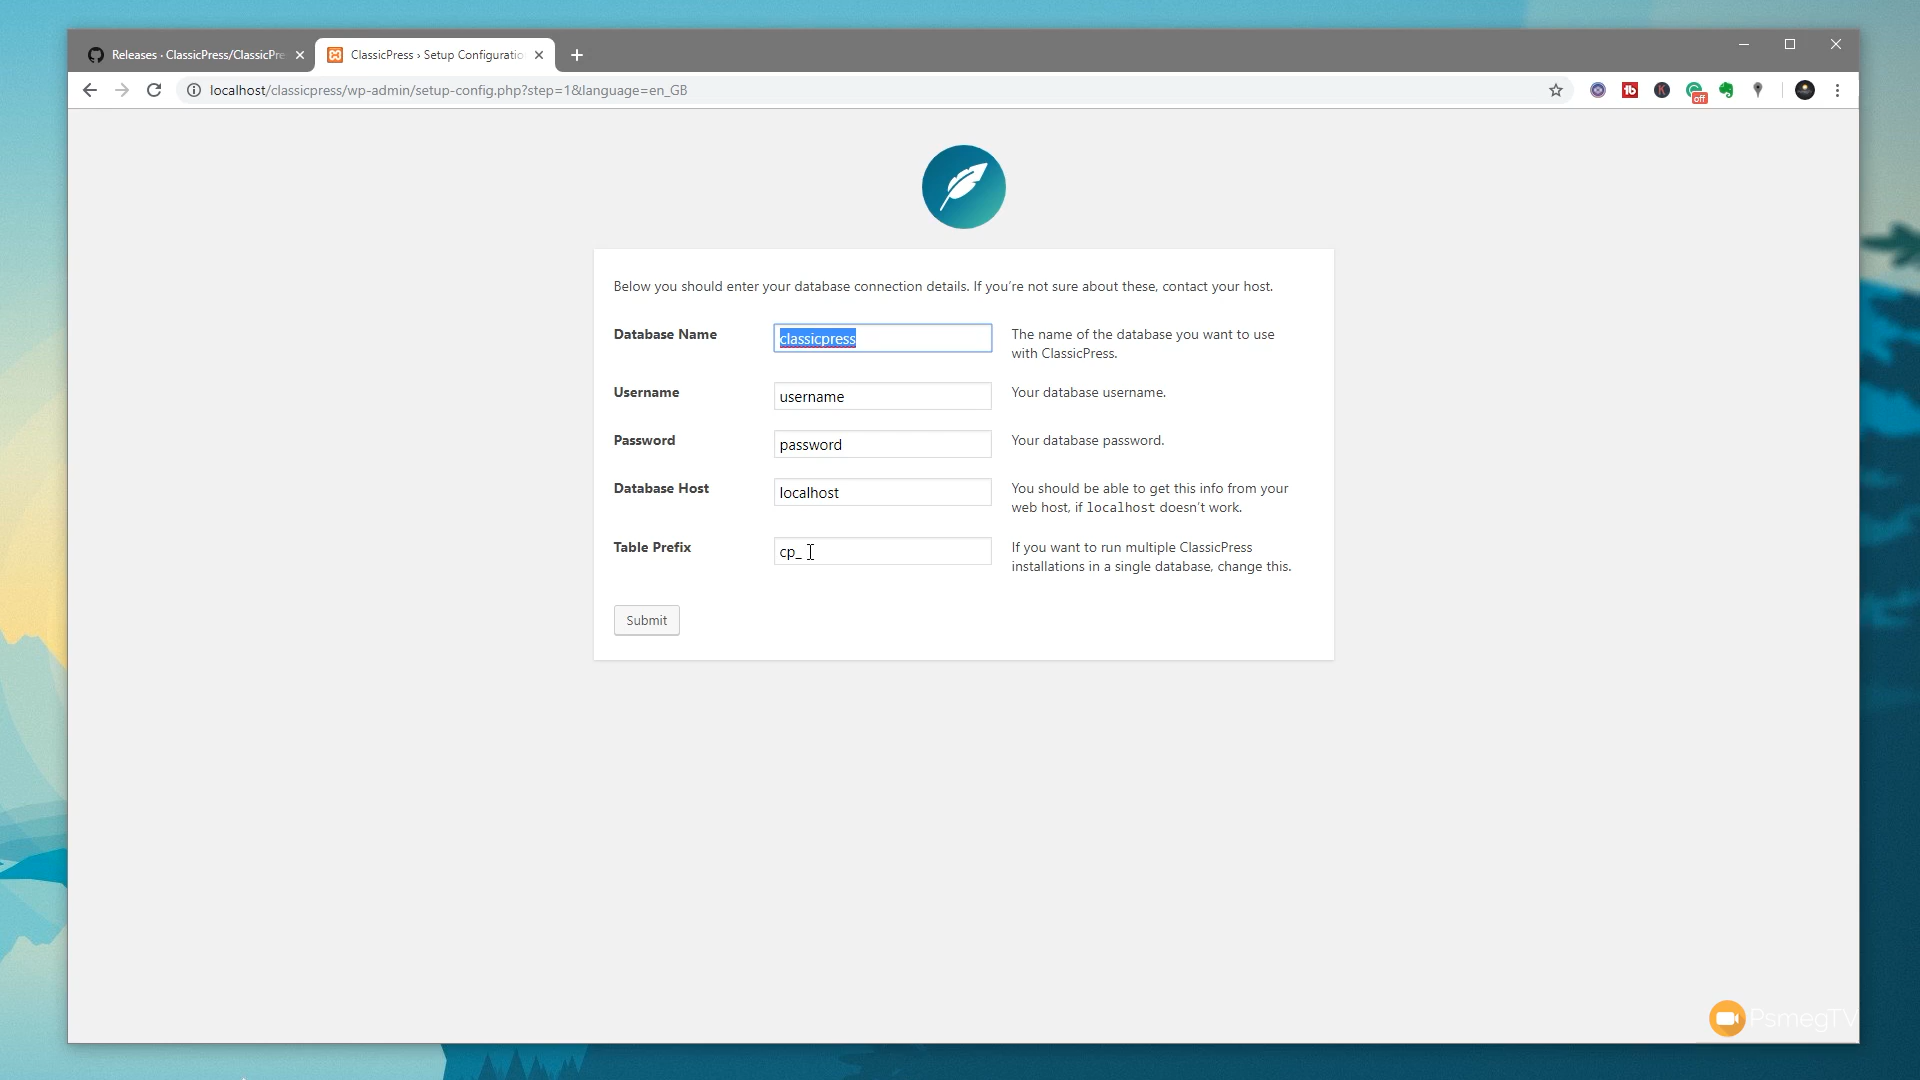 Releases · ClassicPress/ClassicPre
ClassicPress › Setup Configuratio
localhost/classicpress/wp-admin/setup-config.php?step=1&language=en_GB
off
Below you should enter your database connection details. If you're not sure about these, contact your host.
Database Name
classicpress
The name of the database you want to use
with ClassicPress.
Username
username
Your database username.
Password
password
Your database password.
Database Host
localhost
You should be able to get this info from your
web host, if localhost doesn't work.
Table Prefix
cp_
If you want to run multiple ClassicPress
installations in a single database, change this.
Submit
PsmegTV